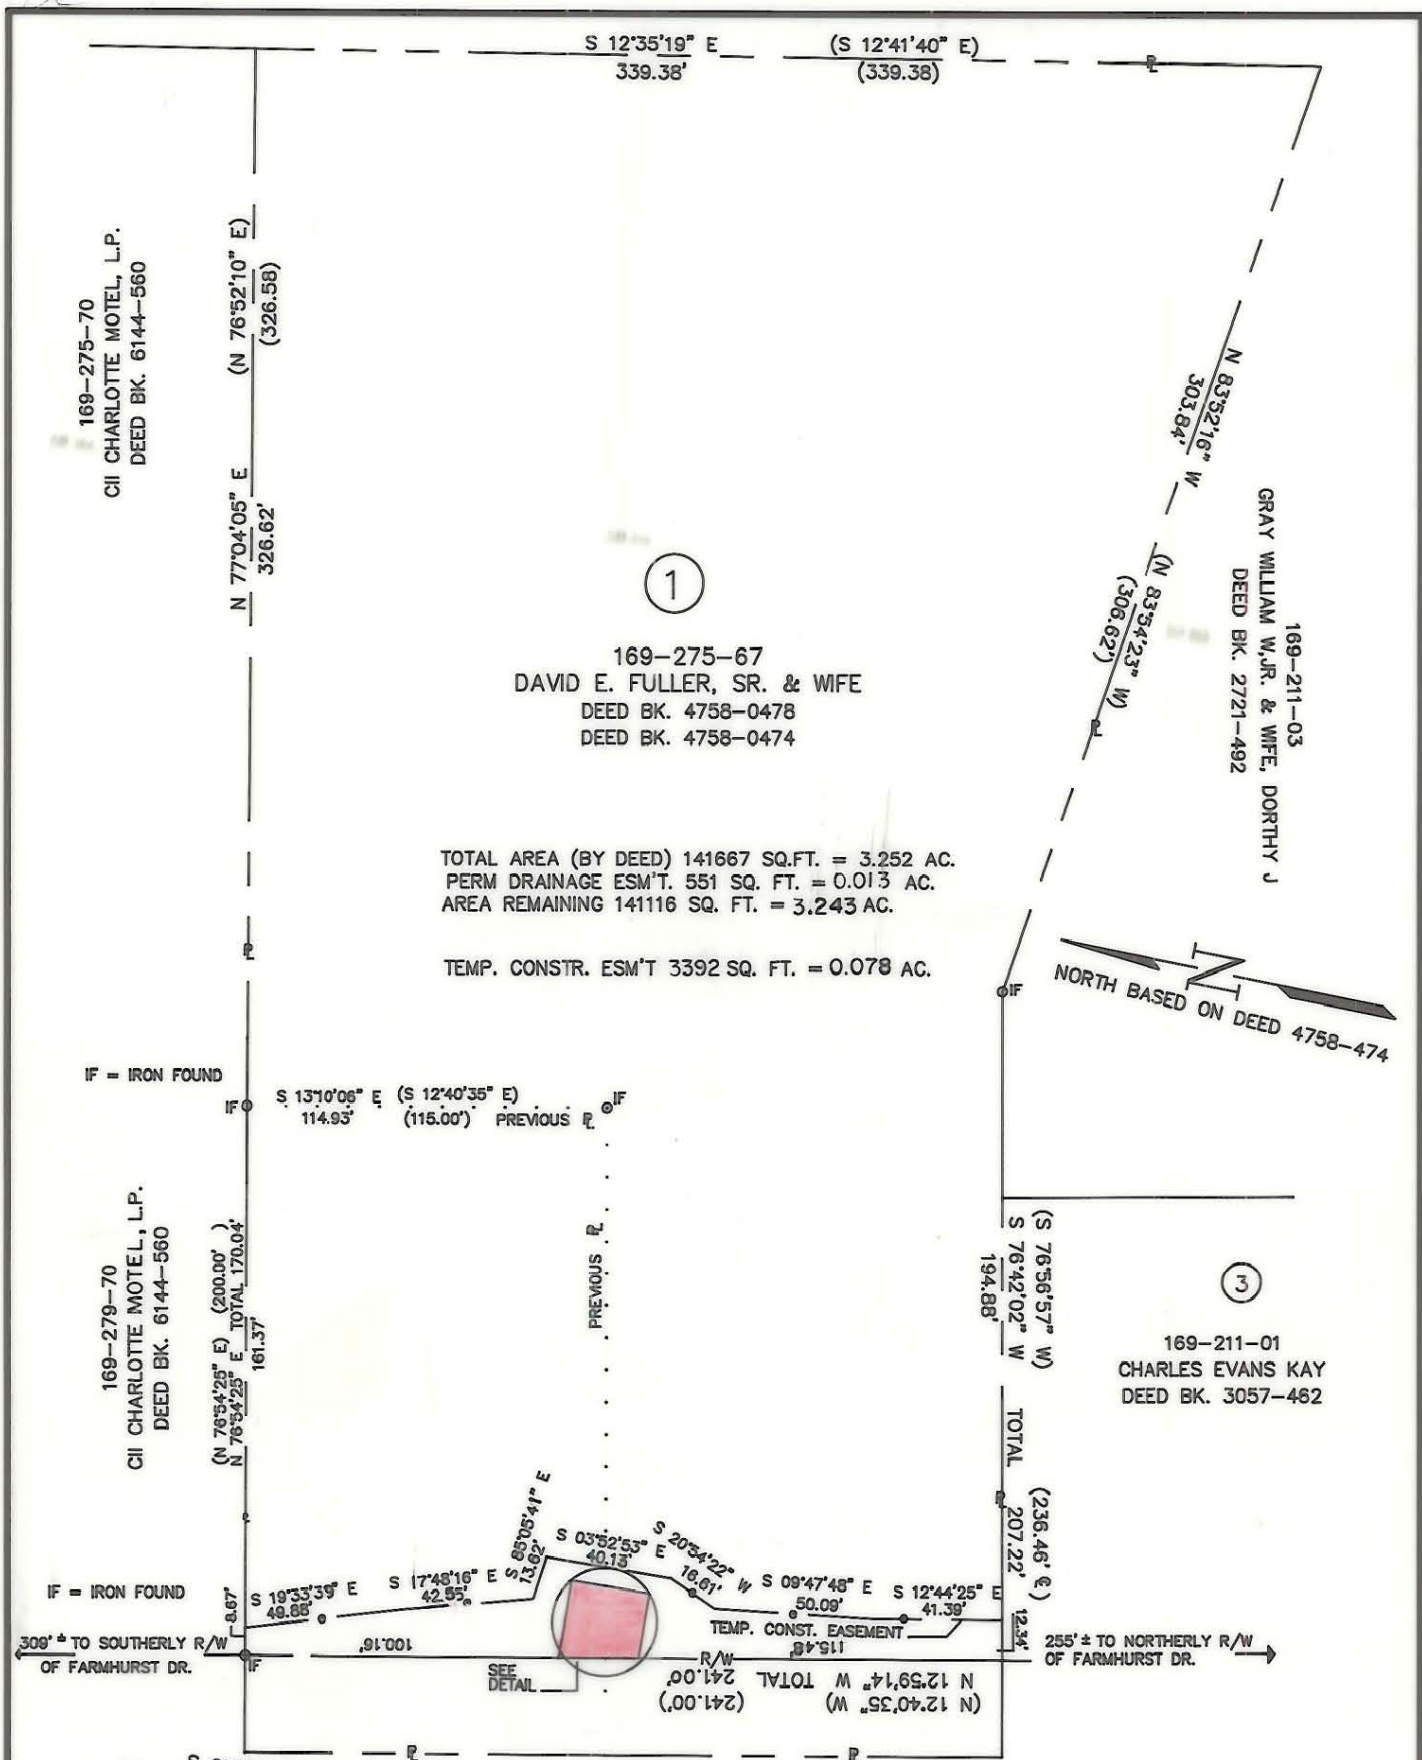 S 12°35'19" E (S 12°41'40" E)
339.38' (339.38)
℄
169-275-70
CII CHARLOTTE MOTEL, L.P.
DEED BK. 6144-560
(N 76°52'10" E)
(326.58)
N 77°04'05" E
326.62'
N 83°52'16" W
303.84'
(N 83°54'23" W)
(306.62')
169-211-03
GRAY WILLIAM W,JR. & WIFE, DORTHY J
DEED BK. 2721-492
1
169-275-67
DAVID E. FULLER, SR. & WIFE
DEED BK. 4758-0478
DEED BK. 4758-0474
TOTAL AREA (BY DEED) 141667 SQ.FT. = 3.252 AC.
PERM DRAINAGE ESM'T. 551 SQ. FT. = 0.013 AC.
AREA REMAINING 141116 SQ. FT. = 3.243 AC.
TEMP. CONSTR. ESM'T 3392 SQ. FT. = 0.078 AC.
N
NORTH BASED ON DEED 4758-474
IF
IF = IRON FOUND
IF
S 13°10'06" E (S 12°40'35" E)
114.93' (115.00') PREVIOUS ℄
IF
PREVIOUS ℄
169-279-70
CII CHARLOTTE MOTEL, L.P.
DEED BK. 6144-560
(N 76°54'25" E) (200.00' )
N 76°54'25" E TOTAL 170.04'
161.37'
(S 76°56'57" W) (236.46' ℄ )
S 76°42'02" W TOTAL 207.22'
194.88'
3
169-211-01
CHARLES EVANS KAY
DEED BK. 3057-462
IF = IRON FOUND
8.67'
S 19°33'39" E
49.88'
S 17°48'16" E
42.55'
S 85°05'41" E
13.62'
S 03°52'53" E
40.13'
S 20°54'22" W
16.61'
S 09°47'48" E
50.09'
S 12°44'25" E
41.39'
12.34'
TEMP. CONST. EASEMENT
309' ± TO SOUTHERLY R/W
OF FARMHURST DR.
IF
100.16'
SEE
DETAIL
R/W
115.48'
255' ± TO NORTHERLY R/W
OF FARMHURST DR.
N 12°59'14" W TOTAL 241.00'
(N 12°40'35" W) (241.00')